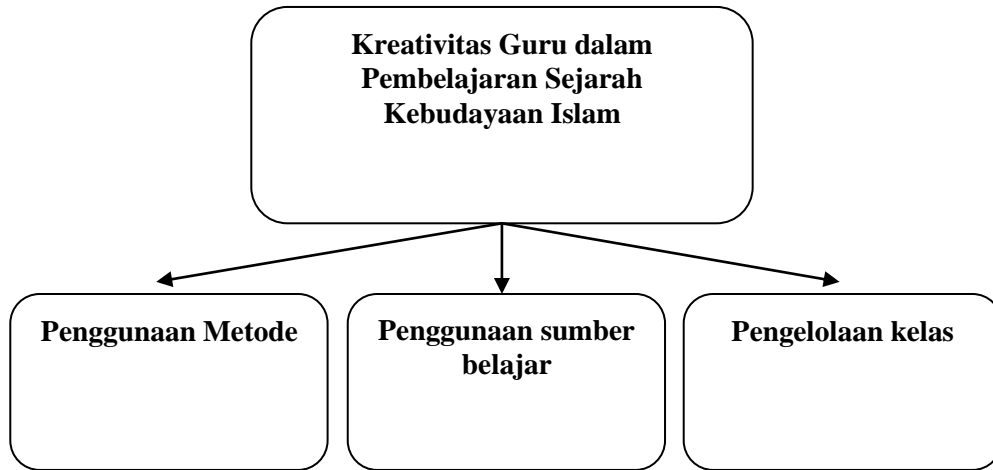 Kreativitas Guru dalam
Pembelajaran Sejarah
Kebudayaan Islam
Penggunaan Metode
Penggunaan sumber
belajar
Pengelolaan kelas